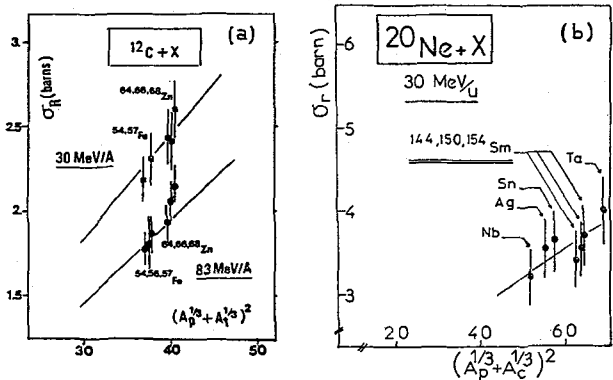 3.
2.5
2.
1.5
σR (barns)
12C+X
(a)
64,66,68Zn
54,57Fe
30 MeV/A
64,66,68Zn
54,56,57Fe
83 MeV/A
(Ap^1/3 + At^1/3)^2
30
40
50
6
5
4
3
σr (barn)
20Ne+X
(b)
30 MeV/u
144,150,154Sm
Ta
Sn
Ag
Nb
20
40
60
(Ap^1/3 + Ac^1/3)^2